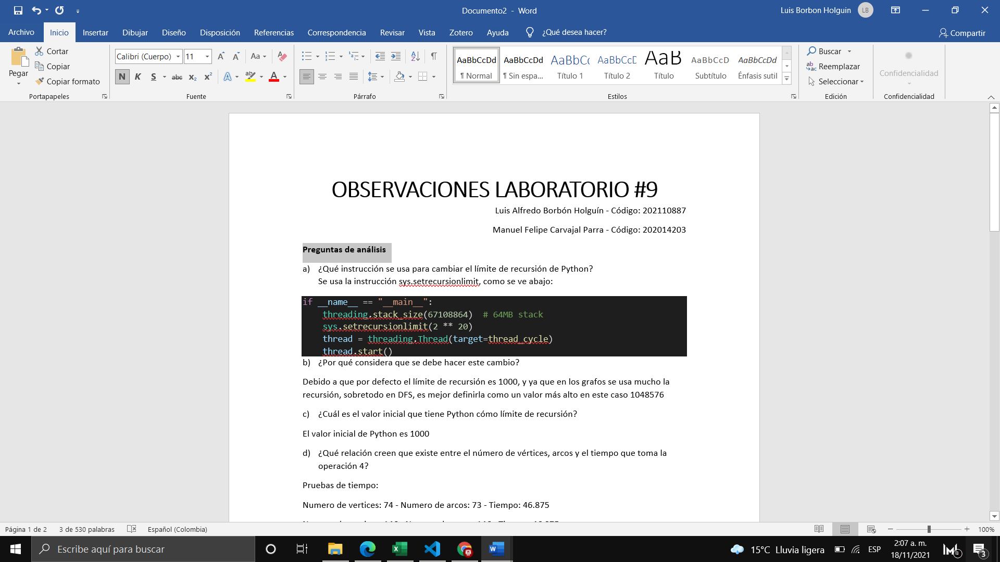 Documento2 - Word
Luis Borbon Holguin
LB
Archivo
Inicio
Insertar
Dibujar
Diseño
Disposición
Referencias
Correspondencia
Revisar
Vista
Zotero
Ayuda
¿Qué desea hacer?
Compartir
Pegar
Cortar
Copiar
Copiar formato
Portapapeles
Calibri (Cuerpo)
11
Aa
N K S abc x₂ x²
Fuente
Párrafo
AaBbCcDd
¶ Normal
AaBbCcDd
¶ Sin espa...
AaBbCc
Título 1
AaBbCcE
Título 2
AaB
Título
AaBbCcD
Subtítulo
AaBbCcDd
Énfasis sutil
Estilos
Buscar
Reemplazar
Seleccionar
Edición
Confidencialidad
Confidencialidad
OBSERVACIONES LABORATORIO #9
Luis Alfredo Borbón Holguín - Código: 202110887
Manuel Felipe Carvajal Parra - Código: 202014203
Preguntas de análisis
a) ¿Qué instrucción se usa para cambiar el límite de recursión de Python?
Se usa la instrucción sys.setrecursionlimit, como se ve abajo:
if __name__ == "__main__":
    threading.stack_size(67108864)  # 64MB stack
    sys.setrecursionlimit(2 ** 20)
    thread = threading.Thread(target=thread_cycle)
    thread.start()
b) ¿Por qué considera que se debe hacer este cambio?
Debido a que por defecto el límite de recursión es 1000, y ya que en los grafos se usa mucho la
recursión, sobretodo en DFS, es mejor definirla como un valor más alto en este caso 1048576
c) ¿Cuál es el valor inicial que tiene Python cómo límite de recursión?
El valor inicial de Python es 1000
d) ¿Qué relación creen que existe entre el número de vértices, arcos y el tiempo que toma la
operación 4?
Pruebas de tiempo:
Numero de vertices: 74 - Numero de arcos: 73 - Tiempo: 46.875
Página 1 de 2
3 de 530 palabras
Español (Colombia)
100%
Escribe aquí para buscar
15°C Lluvia ligera
ESP
2:07 a. m.
18/11/2021
3